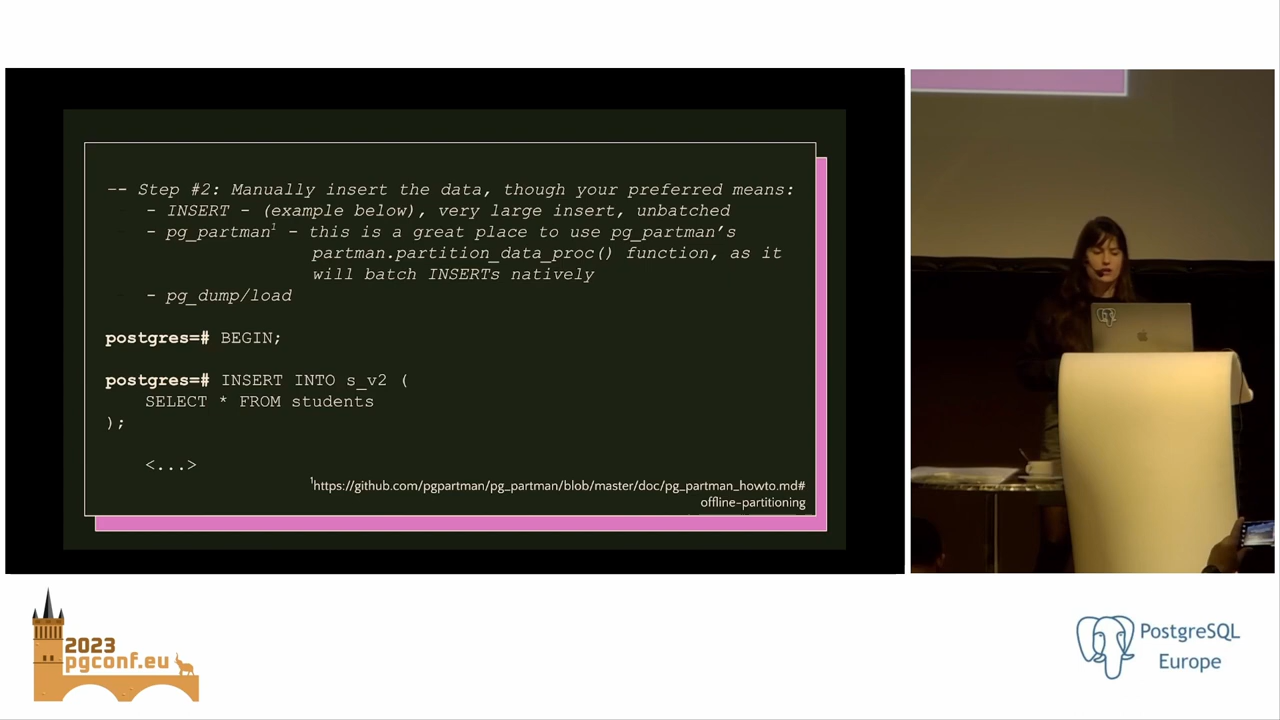 -- Step #2: Manually insert the data, though your preferred means:
- INSERT - (example below), very large insert, unbatched
- pg_partman¹ - this is a great place to use pg_partman's
partman.partition_data_proc() function, as it
will batch INSERTs natively
- pg_dump/load
postgres=# BEGIN;
postgres=# INSERT INTO s_v2 (
SELECT * FROM students
);
<...>
¹https://github.com/pgpartman/pg_partman/blob/master/doc/pg_partman_howto.md#
offline-partitioning
2023
pgconf.eu
PostgreSQL
Europe